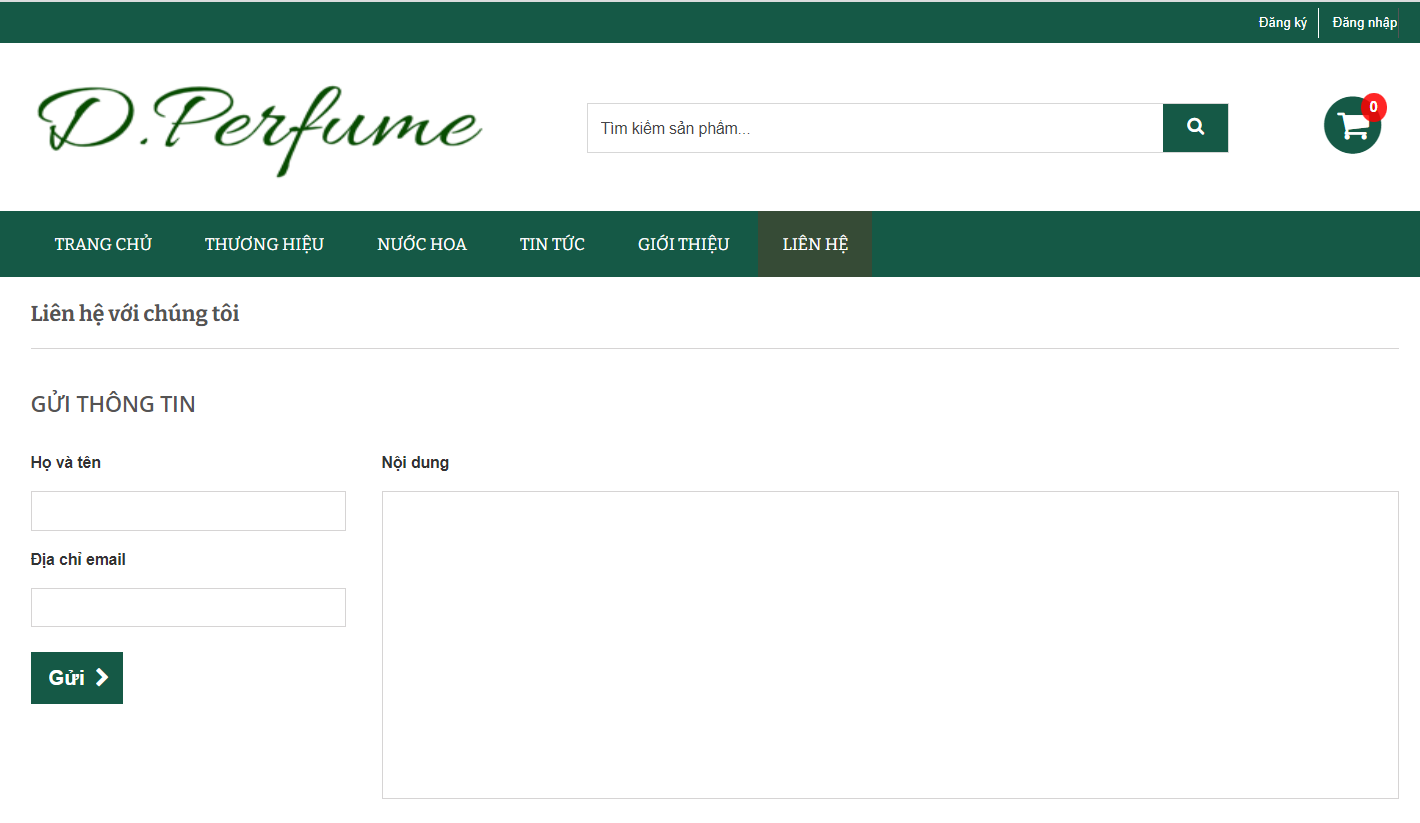 Đăng ký Đăng nhập
D.Perfume
Tìm kiếm sản phẩm...
0
TRANG CHỦ THƯƠNG HIỆU NƯỚC HOA TIN TỨC GIỚI THIỆU LIÊN HỆ
Liên hệ với chúng tôi
GỬI THÔNG TIN
Họ và tên Nội dung
Địa chỉ email
Gửi